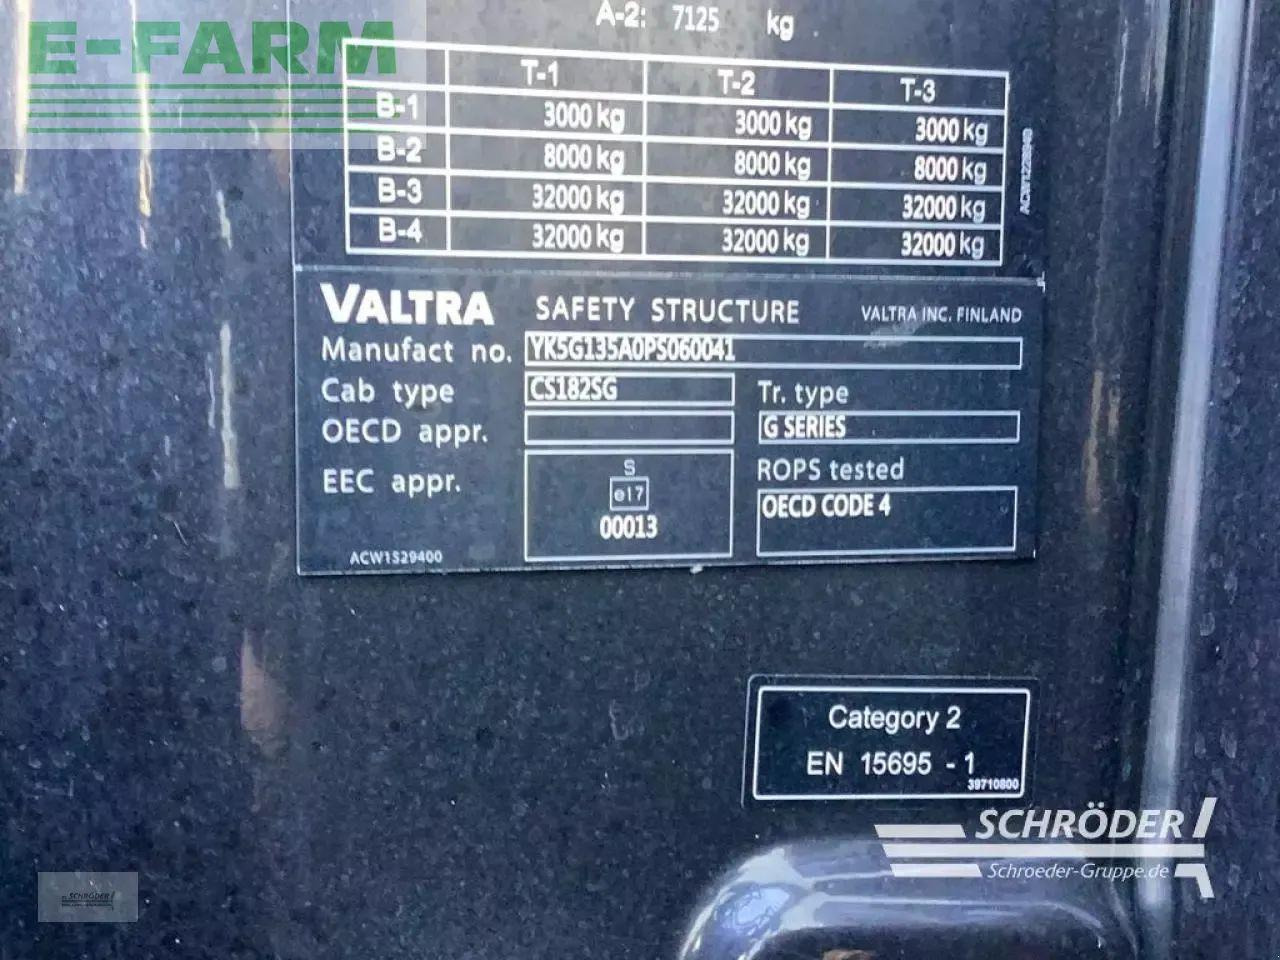 E-FARM
A-2: 7125 kg
T-1 T-2 T-3
B-1 3000 kg 3000 kg 3000 kg
B-2 8000 kg 8000 kg 8000 kg
B-3 32000 kg 32000 kg 32000 kg
B-4 32000 kg 32000 kg 32000 kg
VALTRA SAFETY STRUCTURE VALTRA INC. FINLAND
Manufact no. YK5G135A0PS060041
Cab type CS182SG Tr. type
OECD appr. G SERIES
EEC appr. S ROPS tested
e17 OECD CODE 4
00013
ACW1529400
Category 2
EN 15695 - 1
39710800
SCHRÖDER
Schroeder-Gruppe.de
SCHRÖDER